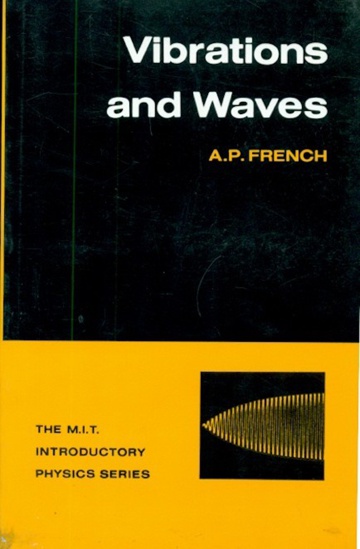 Vibrations
and Waves
A.P. FRENCH
THE M.I.T.
INTRODUCTORY
PHYSICS SERIES